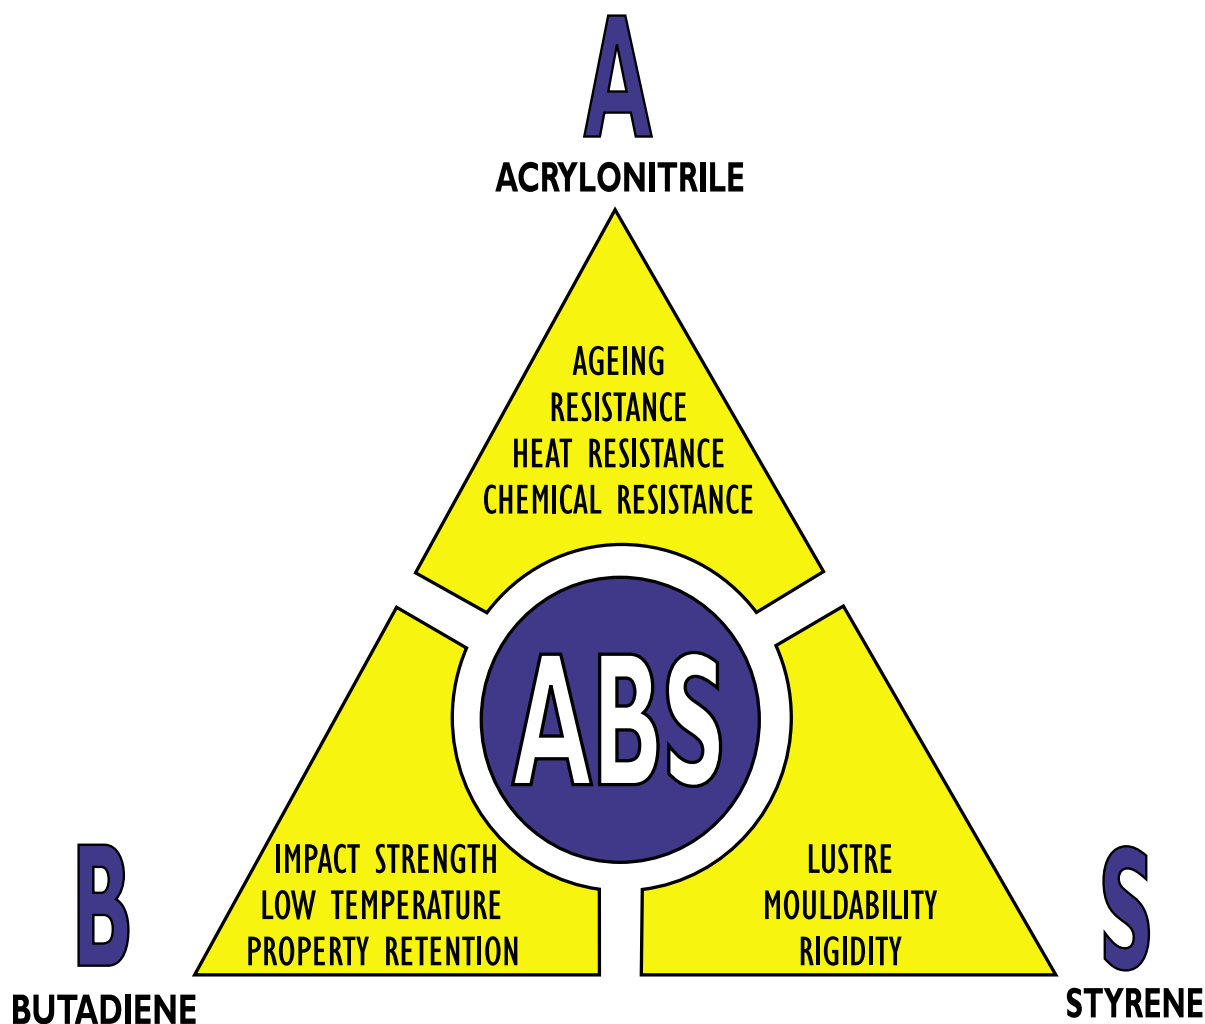 A
ACRYLONITRILE
AGEING
RESISTANCE
HEAT RESISTANCE
CHEMICAL RESISTANCE
ABS
IMPACT STRENGTH
LOW TEMPERATURE
PROPERTY RETENTION
LUSTRE
MOULDABILITY
RIGIDITY
B
BUTADIENE
S
STYRENE